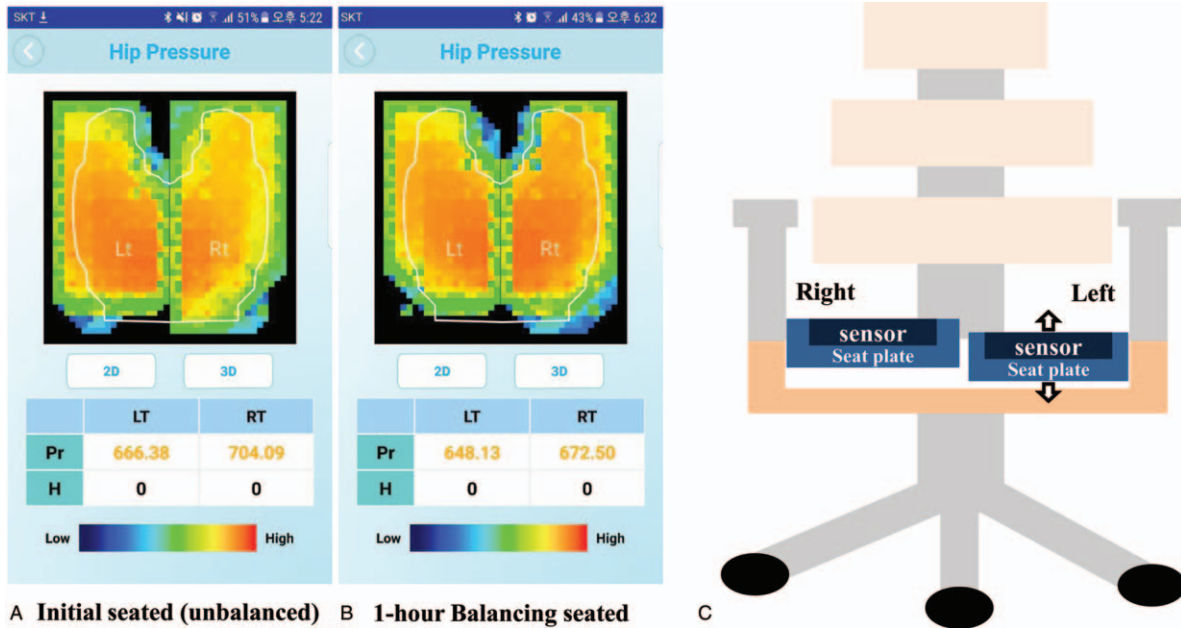 SKT 51% 오후 5:22
Hip Pressure
Lt Rt
2D 3D
LT RT
Pr 666.38 704.09
H 0 0
Low High
A Initial seated (unbalanced)
SKT 43% 오후 6:32
Hip Pressure
Lt Rt
2D 3D
LT RT
Pr 648.13 672.50
H 0 0
Low High
B 1-hour Balancing seated
Right Left
sensor sensor
Seat plate Seat plate
C